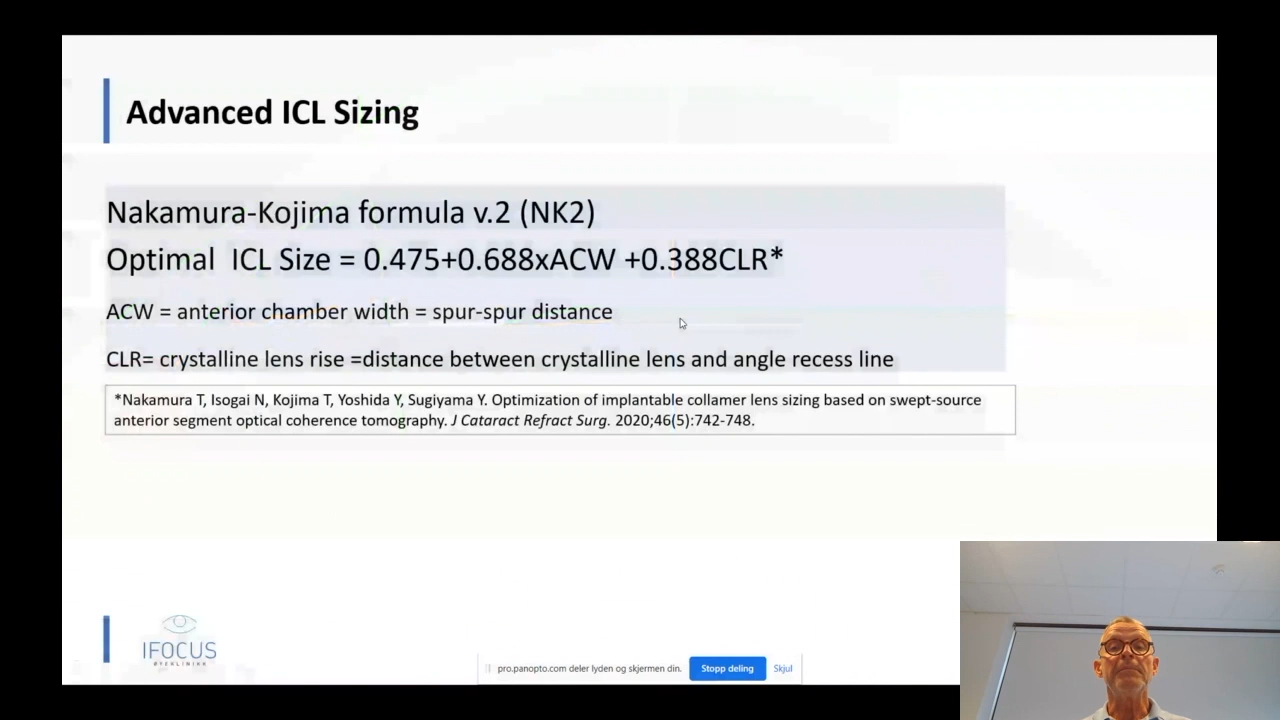 Advanced ICL Sizing
Nakamura-Kojima formula v.2 (NK2)
Optimal ICL Size = 0.475+0.688xACW +0.388CLR*
ACW = anterior chamber width = spur-spur distance
CLR= crystalline lens rise =distance between crystalline lens and angle recess line
*Nakamura T, Isogai N, Kojima T, Yoshida Y, Sugiyama Y. Optimization of implantable collamer lens sizing based on swept-source
anterior segment optical coherence tomography. J Cataract Refract Surg. 2020;46(5):742-748.
IFOCUS
ØYEKLINIKK
pro.panopto.com deler lyden og skjermen din. Stopp deling Skjul